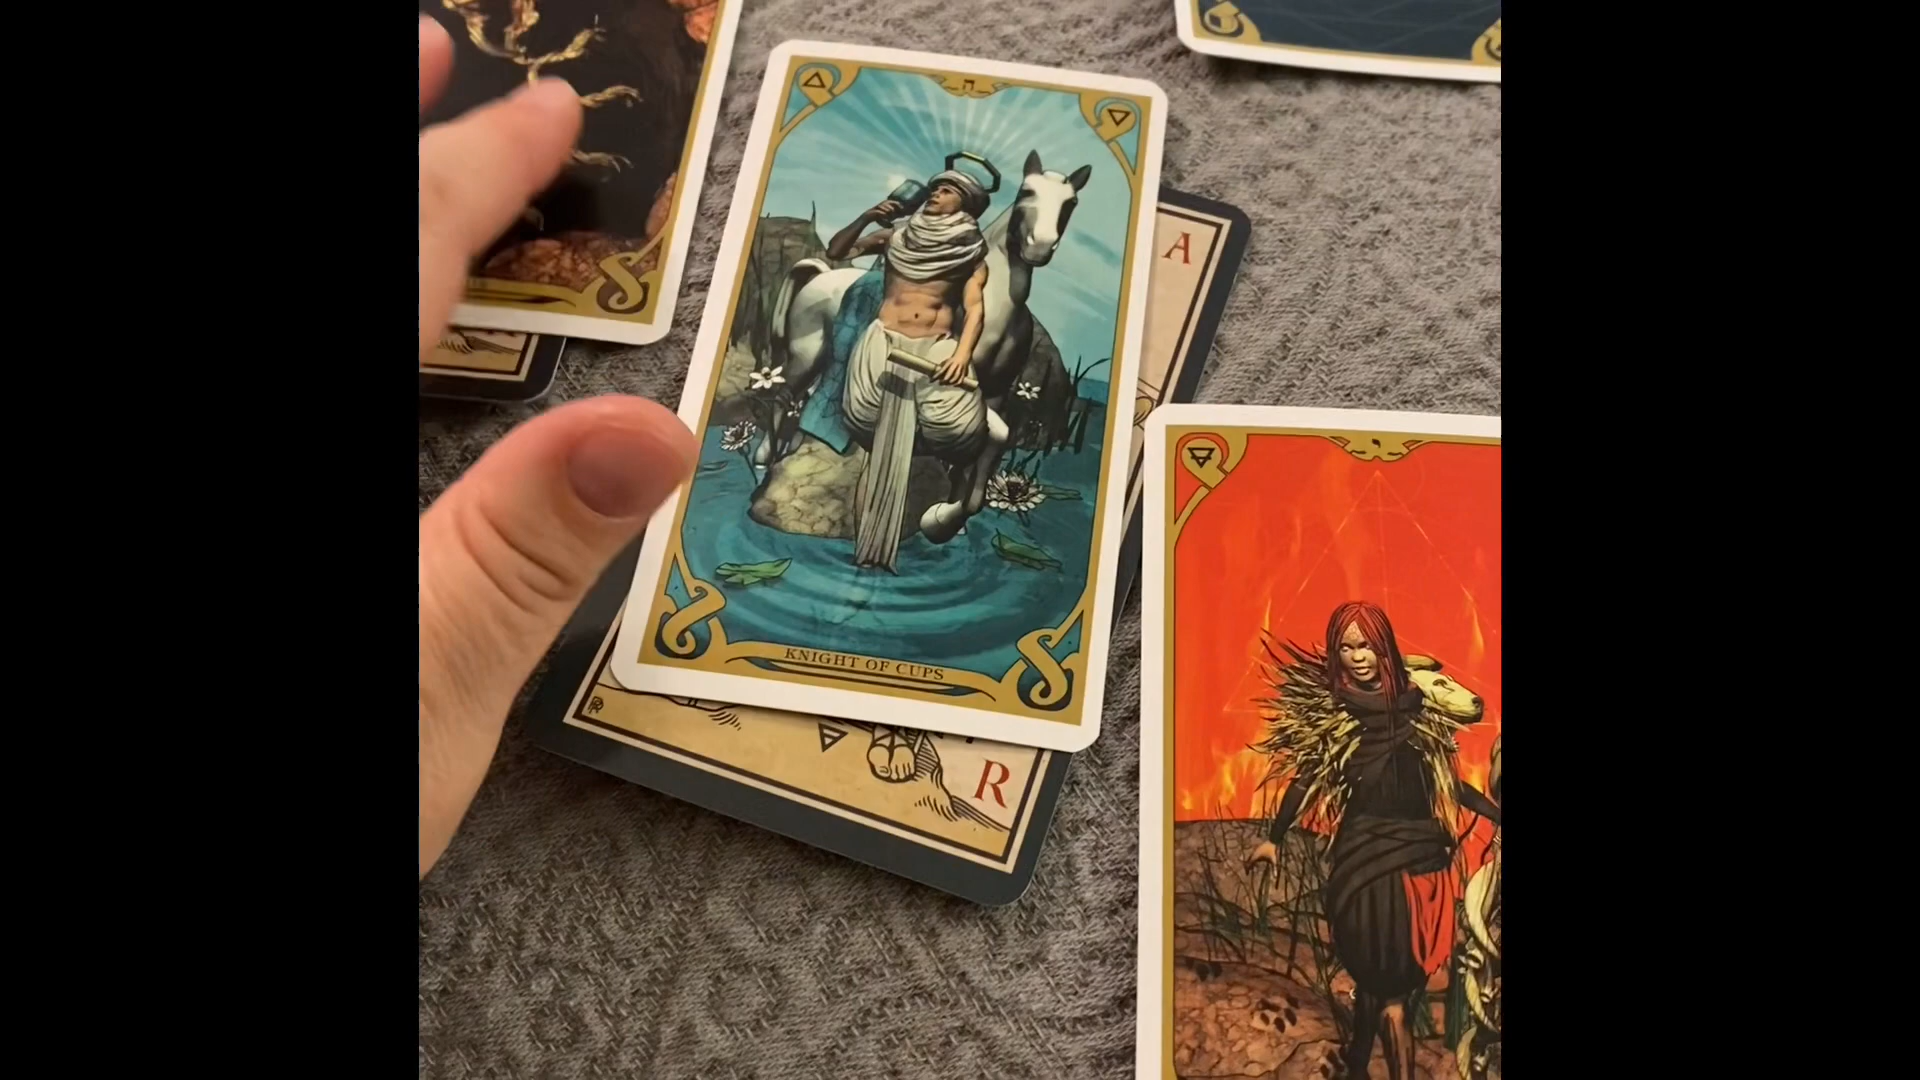 ה
A
י
KNIGHT OF CUPS
R